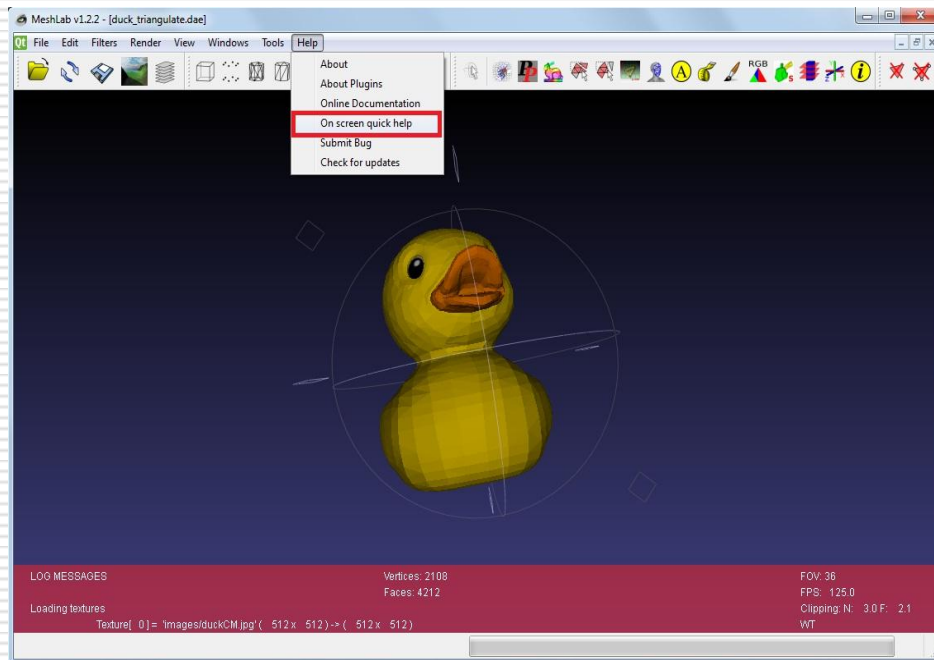 MeshLab v1.2.2 - [duck_triangulate.dae]
Qt File Edit Filters Render View Windows Tools Help
About
About Plugins
Online Documentation
On screen quick help
Submit Bug
Check for updates
A RGB s i
LOG MESSAGES
Vertices: 2108
Faces: 4212
FOV: 36
FPS: 125.0
Loading textures
Clipping: N: 3.0 F: 2.1
Texture[ 0 ] = 'images/duckCM.jpg' ( 512 x 512 ) -> ( 512 x 512 )
WT